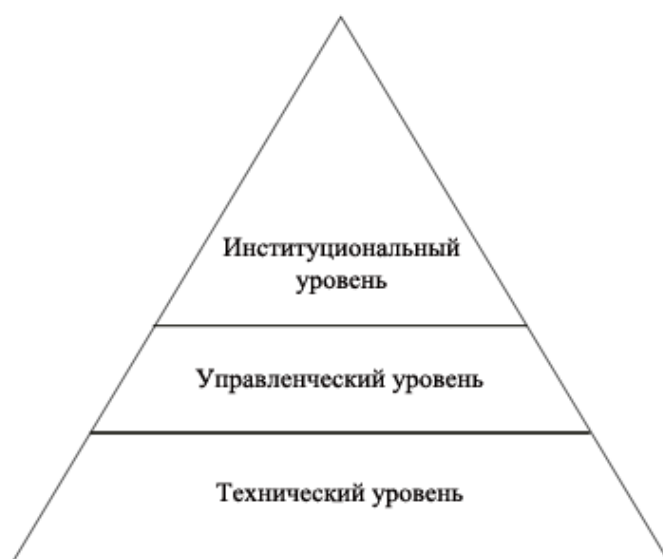 Институциональный
уровень
Управленческий уровень
Технический уровень